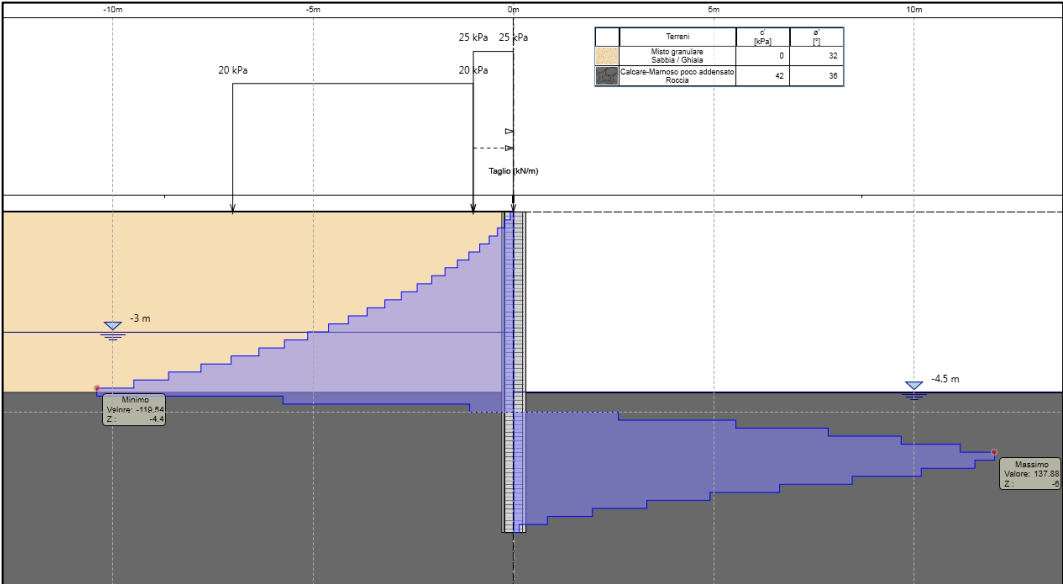 -10m -5m 0m 5m 10m
25 kPa 25 kPa
20 kPa 20 kPa
Terreni c' [kPa] ø' [°]
Misto granulare
Sabbia / Ghiaia 0 32
Calcare-Marnoso poco addensato
Roccia 42 36
Taglio [kN/m)
-3 m
-4.5 m
Minimo
Valore: -119.54
Z : -4.4
Massimo
Valore: 137.88
Z : -6